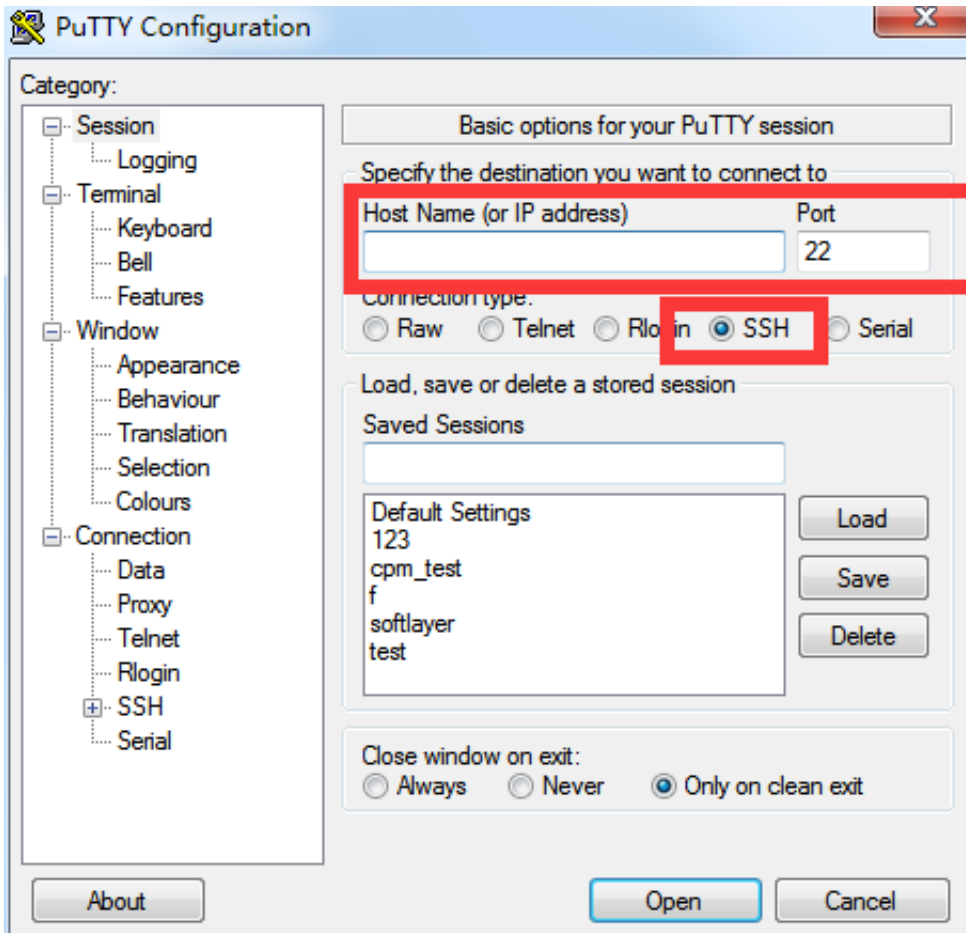 PuTTY Configuration
X
Category:
Session
Logging
Terminal
Keyboard
Bell
Features
Window
Appearance
Behaviour
Translation
Selection
Colours
Connection
Data
Proxy
Telnet
Rlogin
SSH
Serial
Basic options for your PuTTY session
Specify the destination you want to connect to
Host Name (or IP address) Port
22
Connection type:
Raw Telnet Rlogin SSH Serial
Load, save or delete a stored session
Saved Sessions
Default Settings
123
cpm_test
f
softlayer
test
Load
Save
Delete
Close window on exit:
Always Never Only on clean exit
About Open Cancel